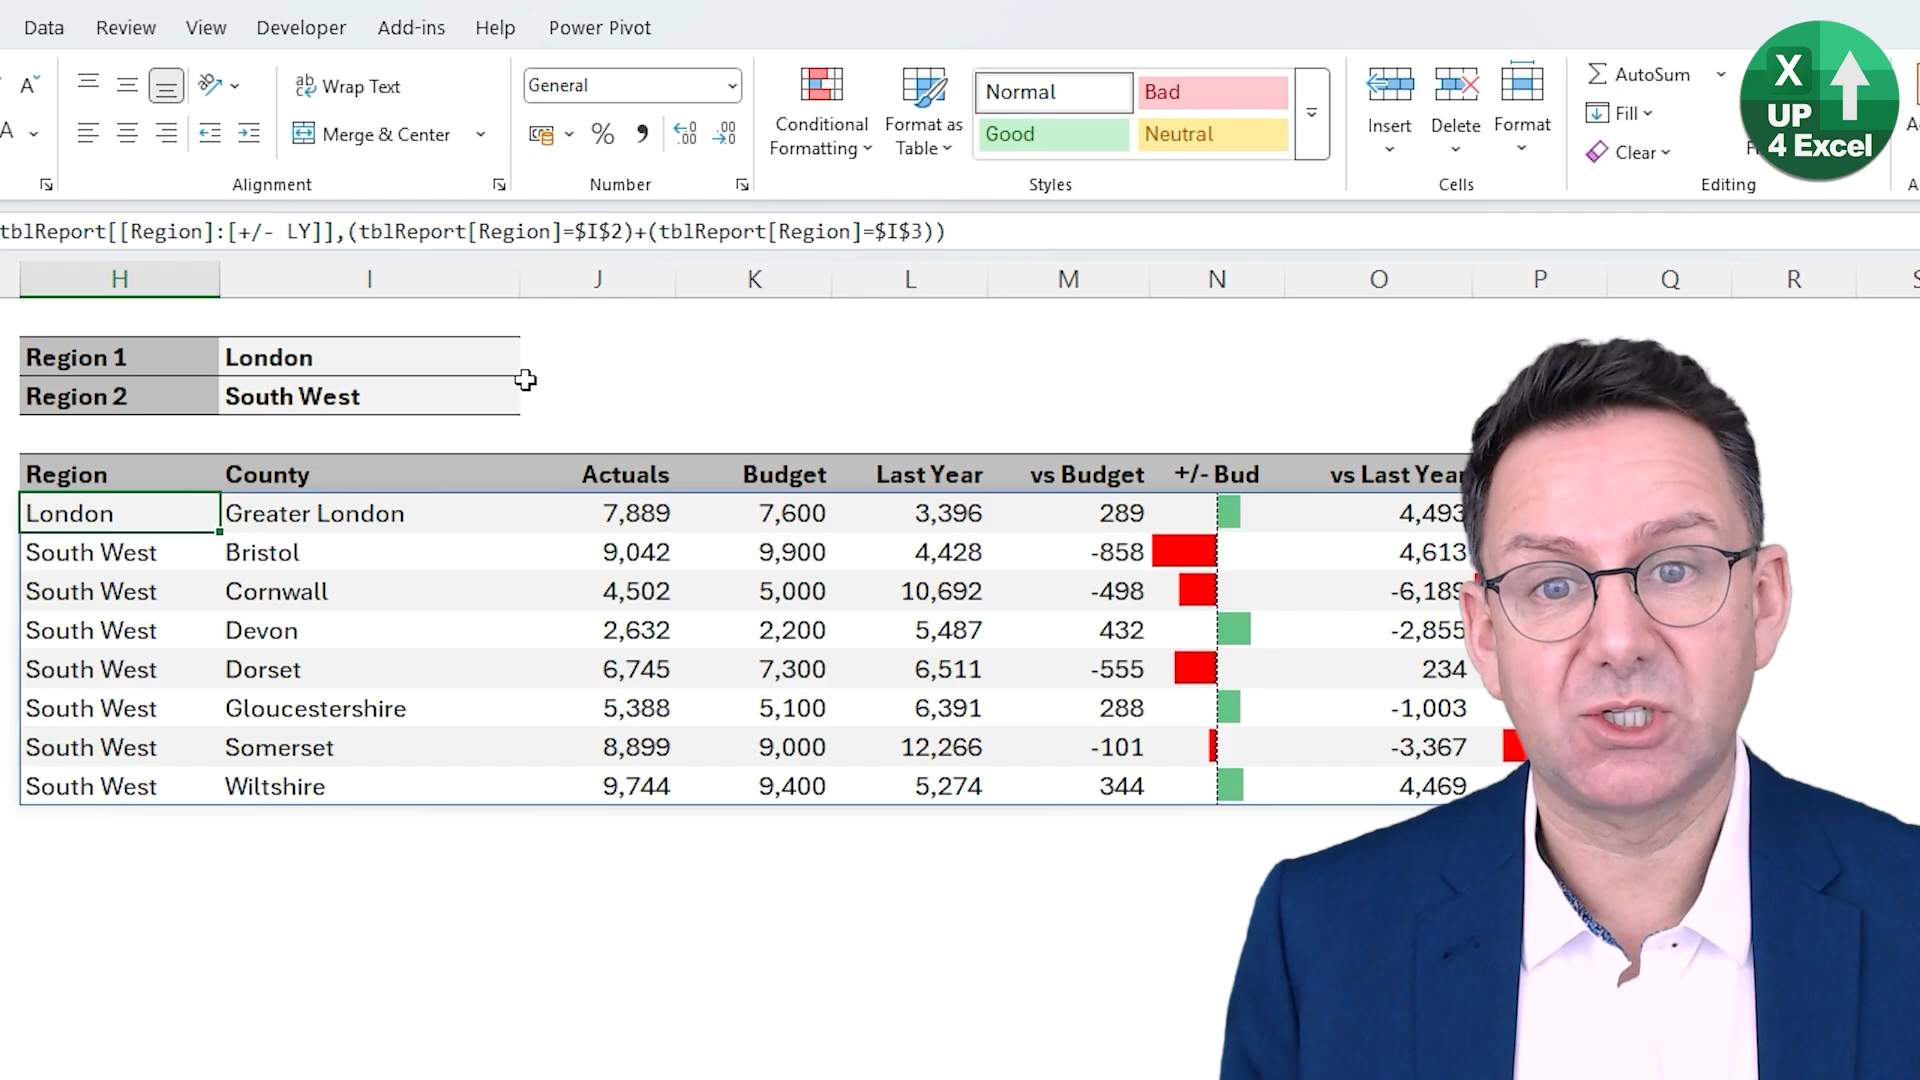 Data Review View Developer Add-ins Help Power Pivot
Wrap Text
Merge & Center
General
Conditional Formatting
Format as Table
Normal Bad
Good Neutral
Insert Delete Format
AutoSum
Fill
Clear
Alignment Number Styles Cells Editing
X
UP
4 Excel
tblReport[[Region]:[+/- LY]],(tblReport[Region]=$I$2)+(tblReport[Region]=$I$3))
H I J K L M N O P Q R
Region 1 London
Region 2 South West
Region County Actuals Budget Last Year vs Budget +/- Bud vs Last Year
London Greater London 7,889 7,600 3,396 289 4,493
South West Bristol 9,042 9,900 4,428 -858 4,613
South West Cornwall 4,502 5,000 10,692 -498 -6,189
South West Devon 2,632 2,200 5,487 432 -2,855
South West Dorset 6,745 7,300 6,511 -555 234
South West Gloucestershire 5,388 5,100 6,391 288 -1,003
South West Somerset 8,899 9,000 12,266 -101 -3,367
South West Wiltshire 9,744 9,400 5,274 344 4,469